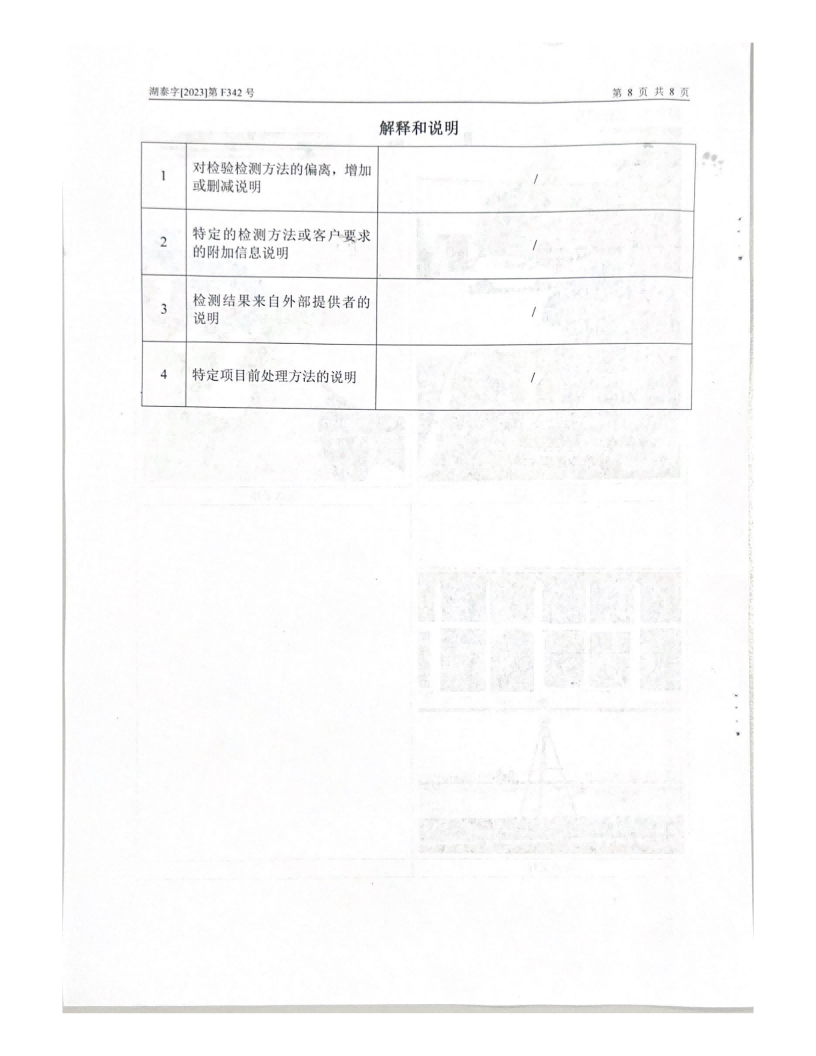 湖泰字[2023]第 F342 号
第 8 页 共 8 页
解释和说明
1
对检验检测方法的偏离，增加
或删减说明
/
2
特定的检测方法或客户要求
的附加信息说明
/
3
检测结果来自外部提供者的
说明
/
4
特定项目前处理方法的说明
/